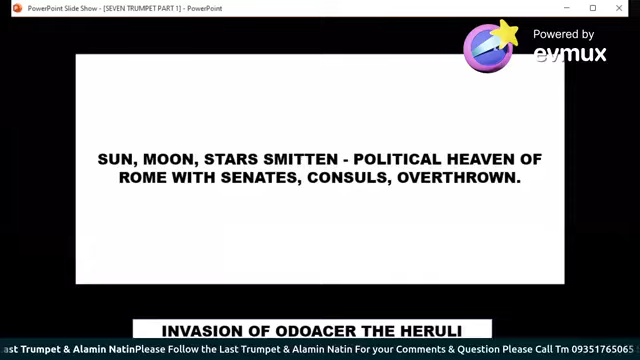 PowerPoint Slide Show - [SEVEN TRUMPET PART 1] - PowerPoint
Powered by
evmux
SUN, MOON, STARS SMITTEN - POLITICAL HEAVEN OF
ROME WITH SENATES, CONSULS, OVERTHROWN.
INVASION OF ODOACER THE HERULI
ast Trumpet & Alamin NatinPlease Follow the Last Trumpet & Alamin Natin For your Comments & Question Please Call Tm 09351765065